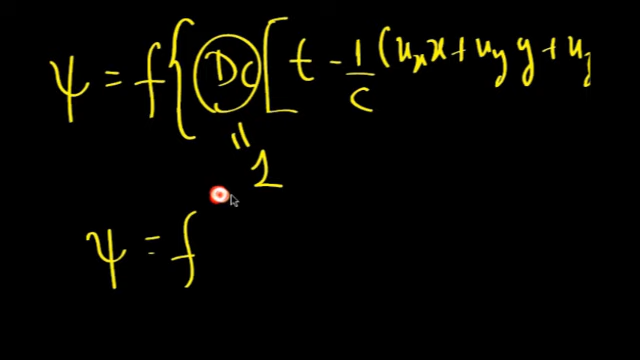 ψ = f { Dc [ t - 1/c ( uₓx + u_y y + u
= 1
ψ = f